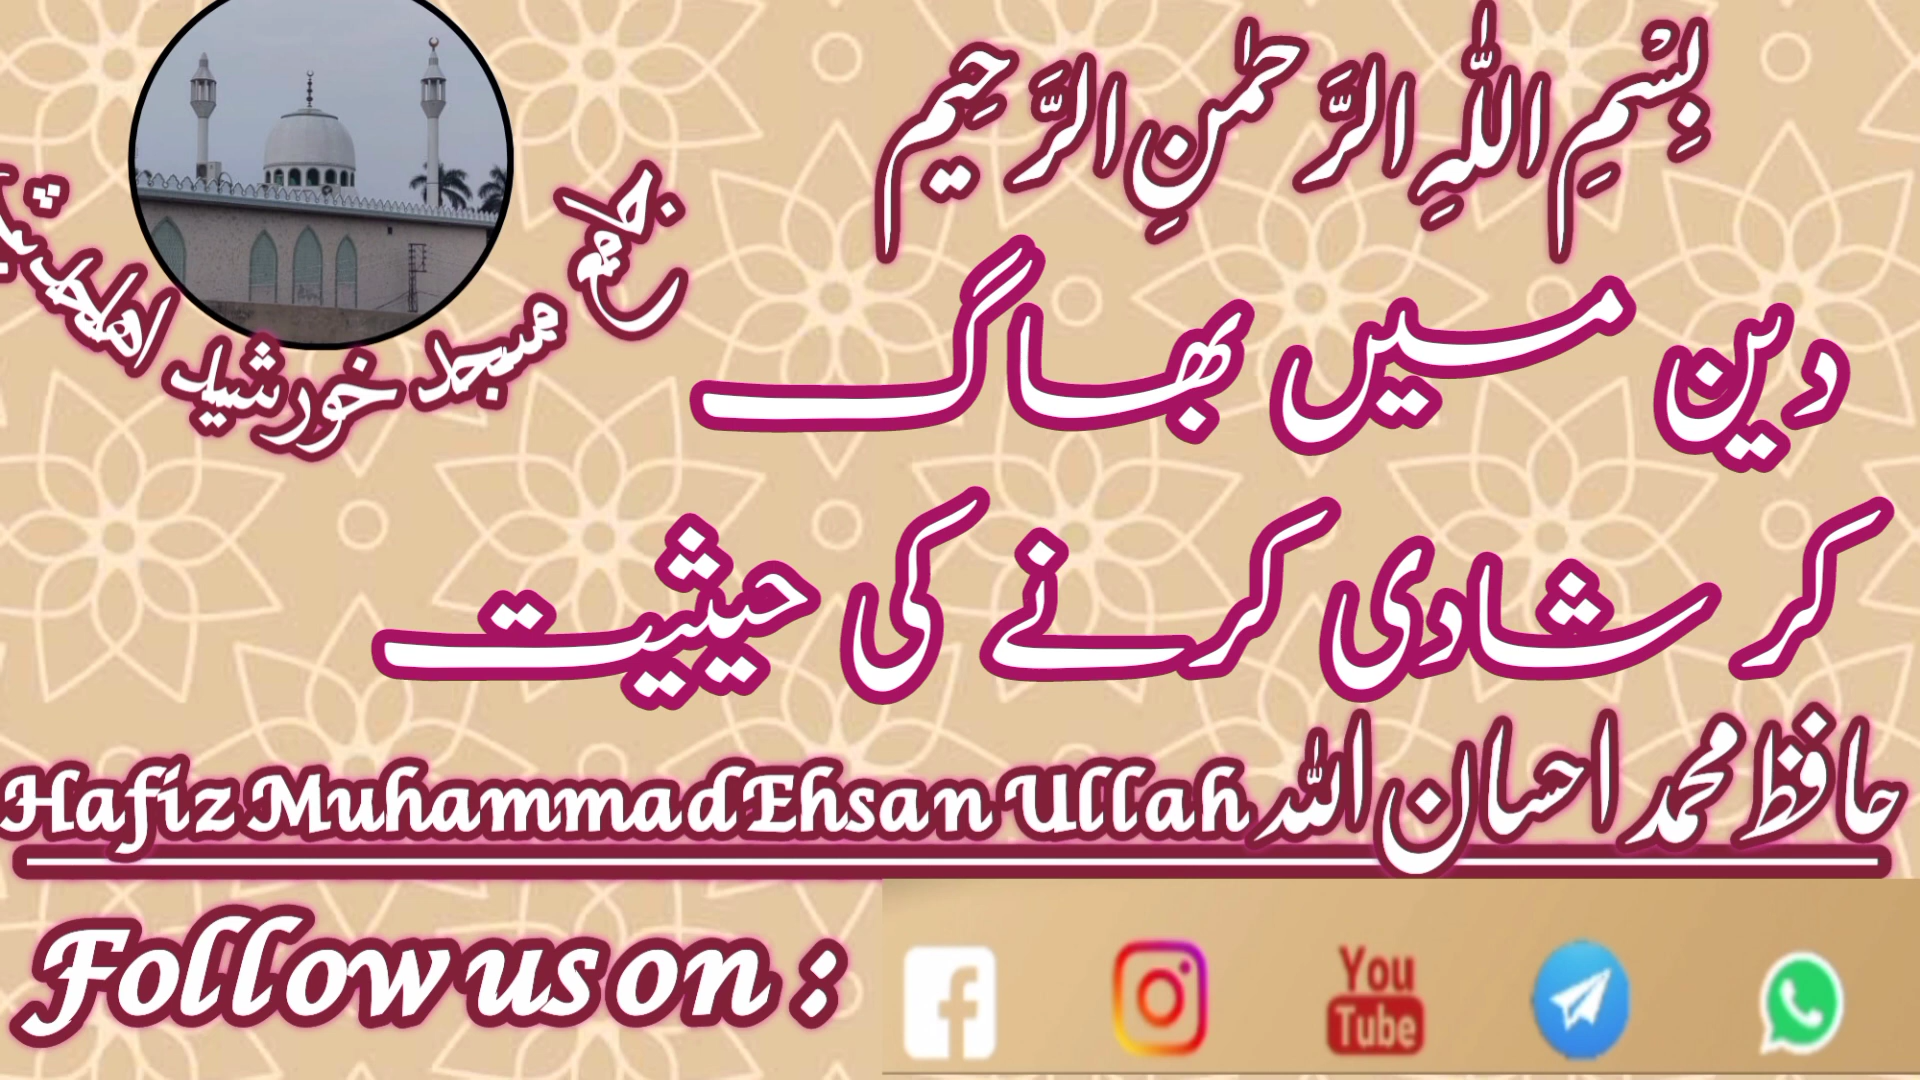 بِسْمِ اللّٰہِ الرَّحْمٰنِ الرَّحِیْم
جامع مسجد خورشید اھلحدیث
دین میں بھاگ
کر شادی کرنے کی حیثیت
حافظ محمد احسان اللہ Hafiz Muhammad Ehsan Ullah
Follow us on :
You
Tube